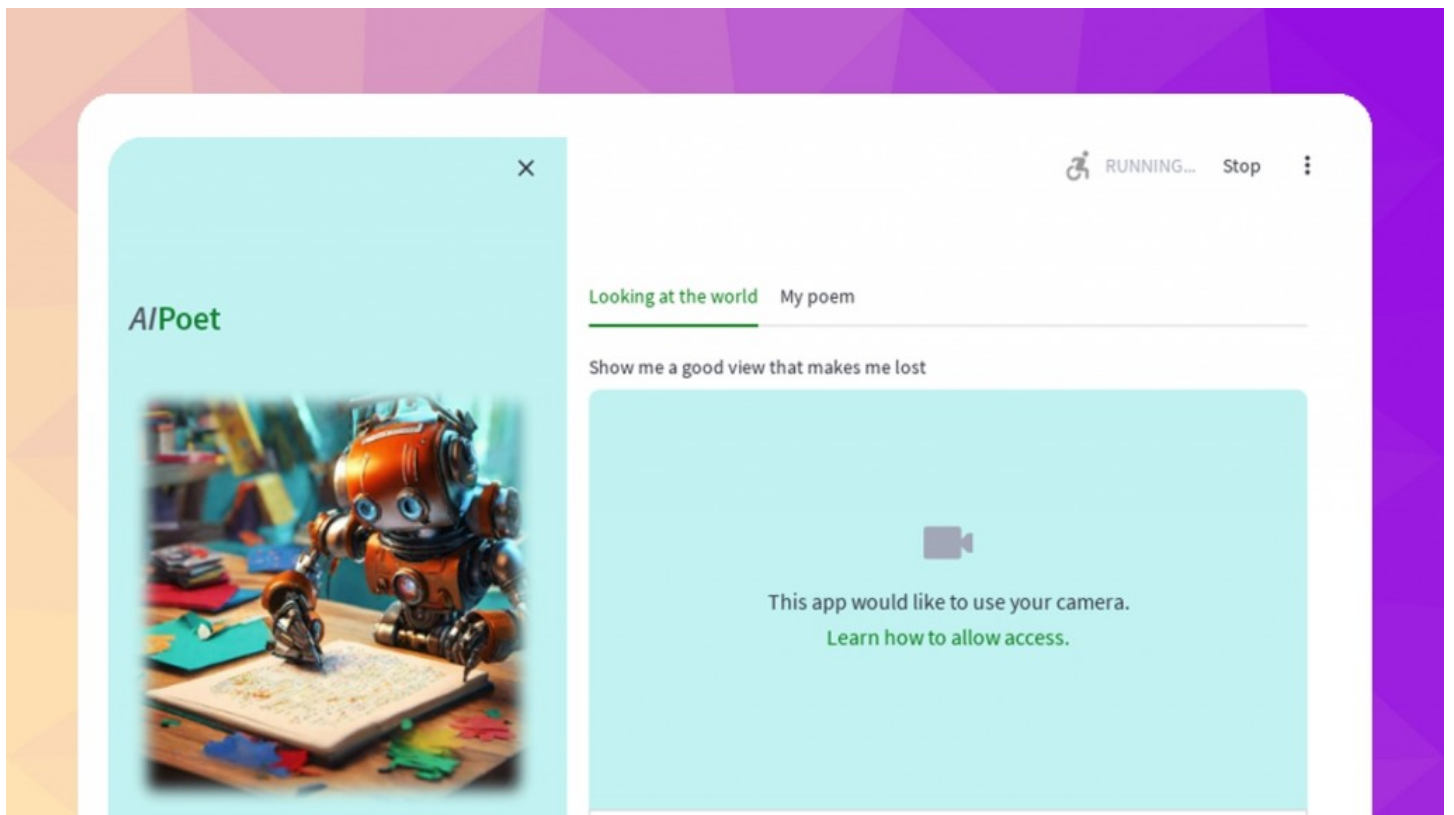 AIPoet
RUNNING... Stop
Looking at the world My poem
Show me a good view that makes me lost
This app would like to use your camera.
Learn how to allow access.